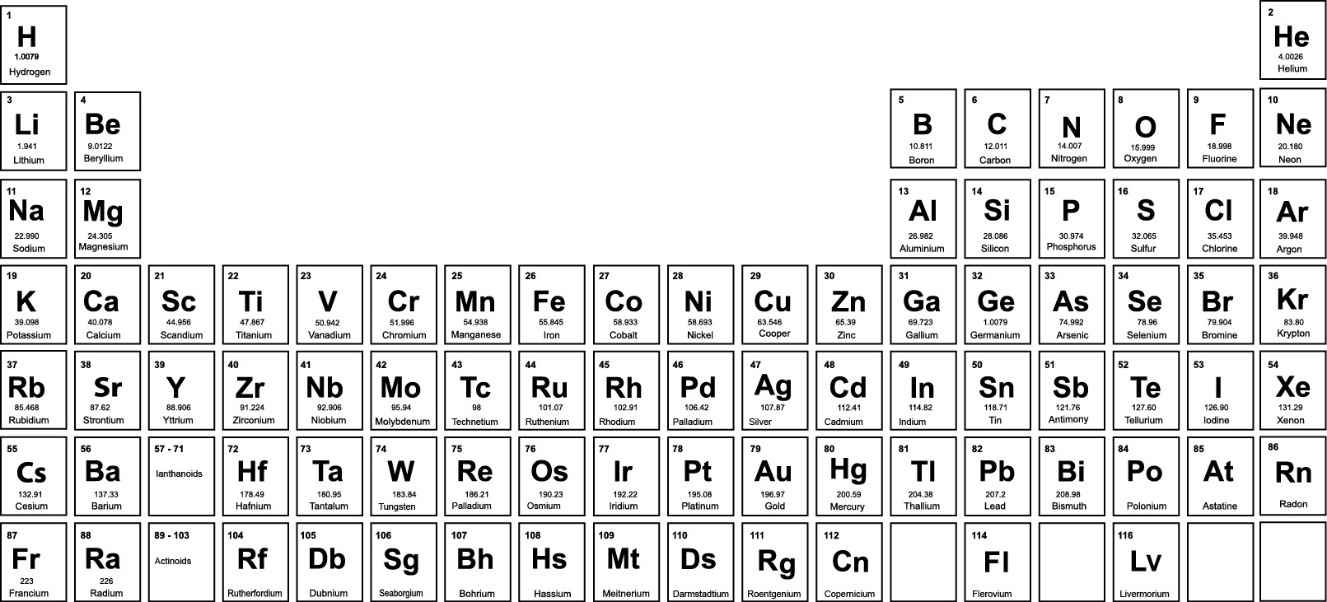 1 2
H He
1.0079 4.0026
Hydrogen Helium
3 4 5 6 7 8 9 10
Li Be B C N O F Ne
1.941 9.0122 10.811 12.011 14.007 15.999 18.998 20.180
Lithium Beryllium Boron Carbon Nitrogen Oxygen Fluorine Neon
11 12 13 14 15 16 17 18
Na Mg Al Si P S Cl Ar
22.990 24.305 26.982 28.086 30.974 32.065 35.453 39.948
Sodium Magnesium Aluminium Silicon Phosphorus Sulfur Chlorine Argon
19 20 21 22 23 24 25 26 27 28 29 30 31 32 33 34 35 36
K Ca Sc Ti V Cr Mn Fe Co Ni Cu Zn Ga Ge As Se Br Kr
39.098 40.078 44.956 47.867 50.942 51.996 54.938 55.845 58.933 58.693 63.546 65.39 69.723 1.0079 74.992 78.96 79.904 83.80
Potassium Calcium Scandium Titanium Vanadium Chromium Manganese Iron Cobalt Nickel Cooper Zinc Gallium Germanium Arsenic Selenium Bromine Krypton
37 38 39 40 41 42 43 44 45 46 47 48 49 50 51 52 53 54
Rb Sr Y Zr Nb Mo Tc Ru Rh Pd Ag Cd In Sn Sb Te I Xe
85.468 87.62 88.906 91.224 92.906 95.94 98 101.07 102.91 106.42 107.87 112.41 114.82 118.71 121.76 127.60 126.90 131.29
Rubidium Strontium Yttrium Zirconium Niobium Molybdenum Technetium Ruthenium Rhodium Palladium Silver Cadmium Indium Tin Antimony Tellurium Iodine Xenon
55 56 57 - 71 72 73 74 75 76 77 78 79 80 81 82 83 84 85 86
Cs Ba Ianthanoids Hf Ta W Re Os Ir Pt Au Hg Tl Pb Bi Po At Rn
132.91 137.33 178.49 180.95 183.84 186.21 190.23 192.22 195.08 196.97 200.59 204.38 207.2 208.98
Cesium Barium Hafnium Tantalum Tungsten Palladium Osmium Iridium Platinum Gold Mercury Thallium Lead Bismuth Polonium Astatine Radon
87 88 89 - 103 104 105 106 107 108 109 110 111 112 114 116
Fr Ra Actinoids Rf Db Sg Bh Hs Mt Ds Rg Cn Fl Lv
223 226
Francium Radium Rutherfordium Dubnium Seaborgium Bohrium Hassium Meitnerium Darmstadtium Roentgenium Copernicium Flerovium Livermorium